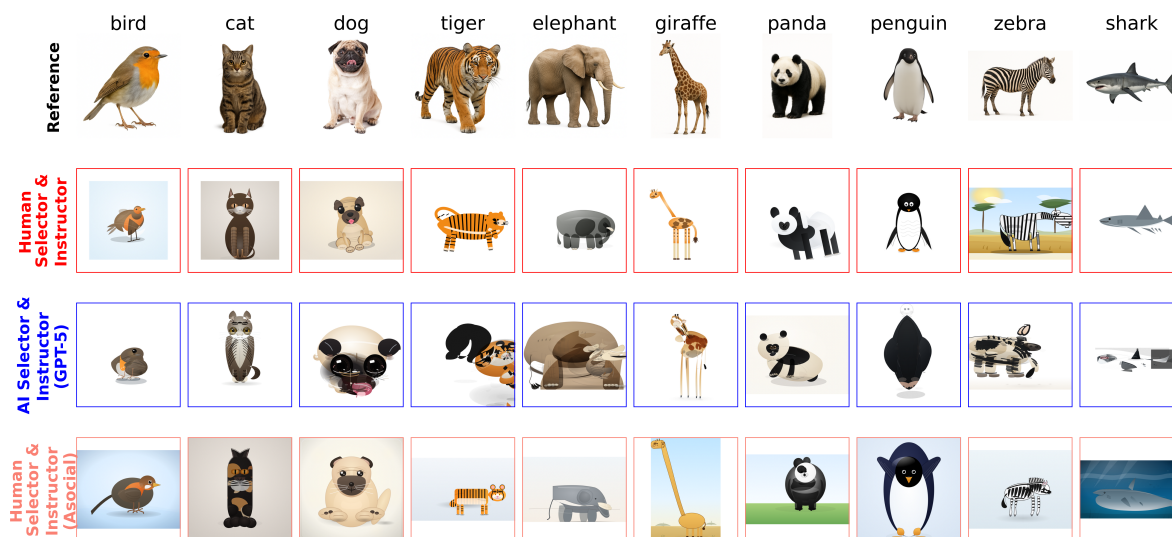 bird cat dog tiger elephant giraffe panda penguin zebra shark
Reference
Human
Selector &
Instructor
AI Selector &
Instructor
(GPT-5)
Human
Selector &
Instructor
(Asocial)